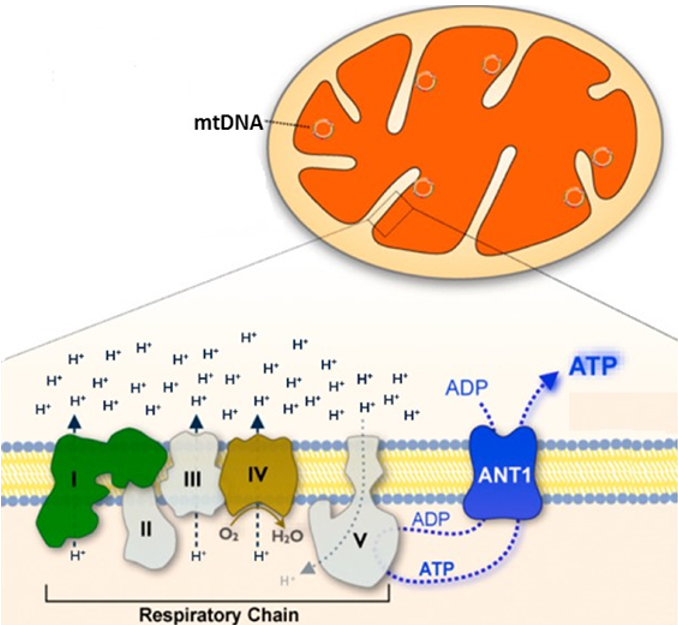 mtDNA
H⁺ H⁺
H⁺ H⁺ H⁺ H⁺ H⁺ H⁺ H⁺
H⁺ H⁺ H⁺ H⁺ H⁺ H⁺ H⁺ H⁺ H⁺ H⁺
H⁺ H⁺ H⁺ H⁺ H⁺ H⁺ H⁺ H⁺ H⁺ H⁺ H⁺ H⁺ H⁺
ATP
ADP
I
II
III
IV
V
ANT1
O₂
H₂O
ADP
ATP
H⁺ H⁺ H⁺
H⁺
Respiratory Chain